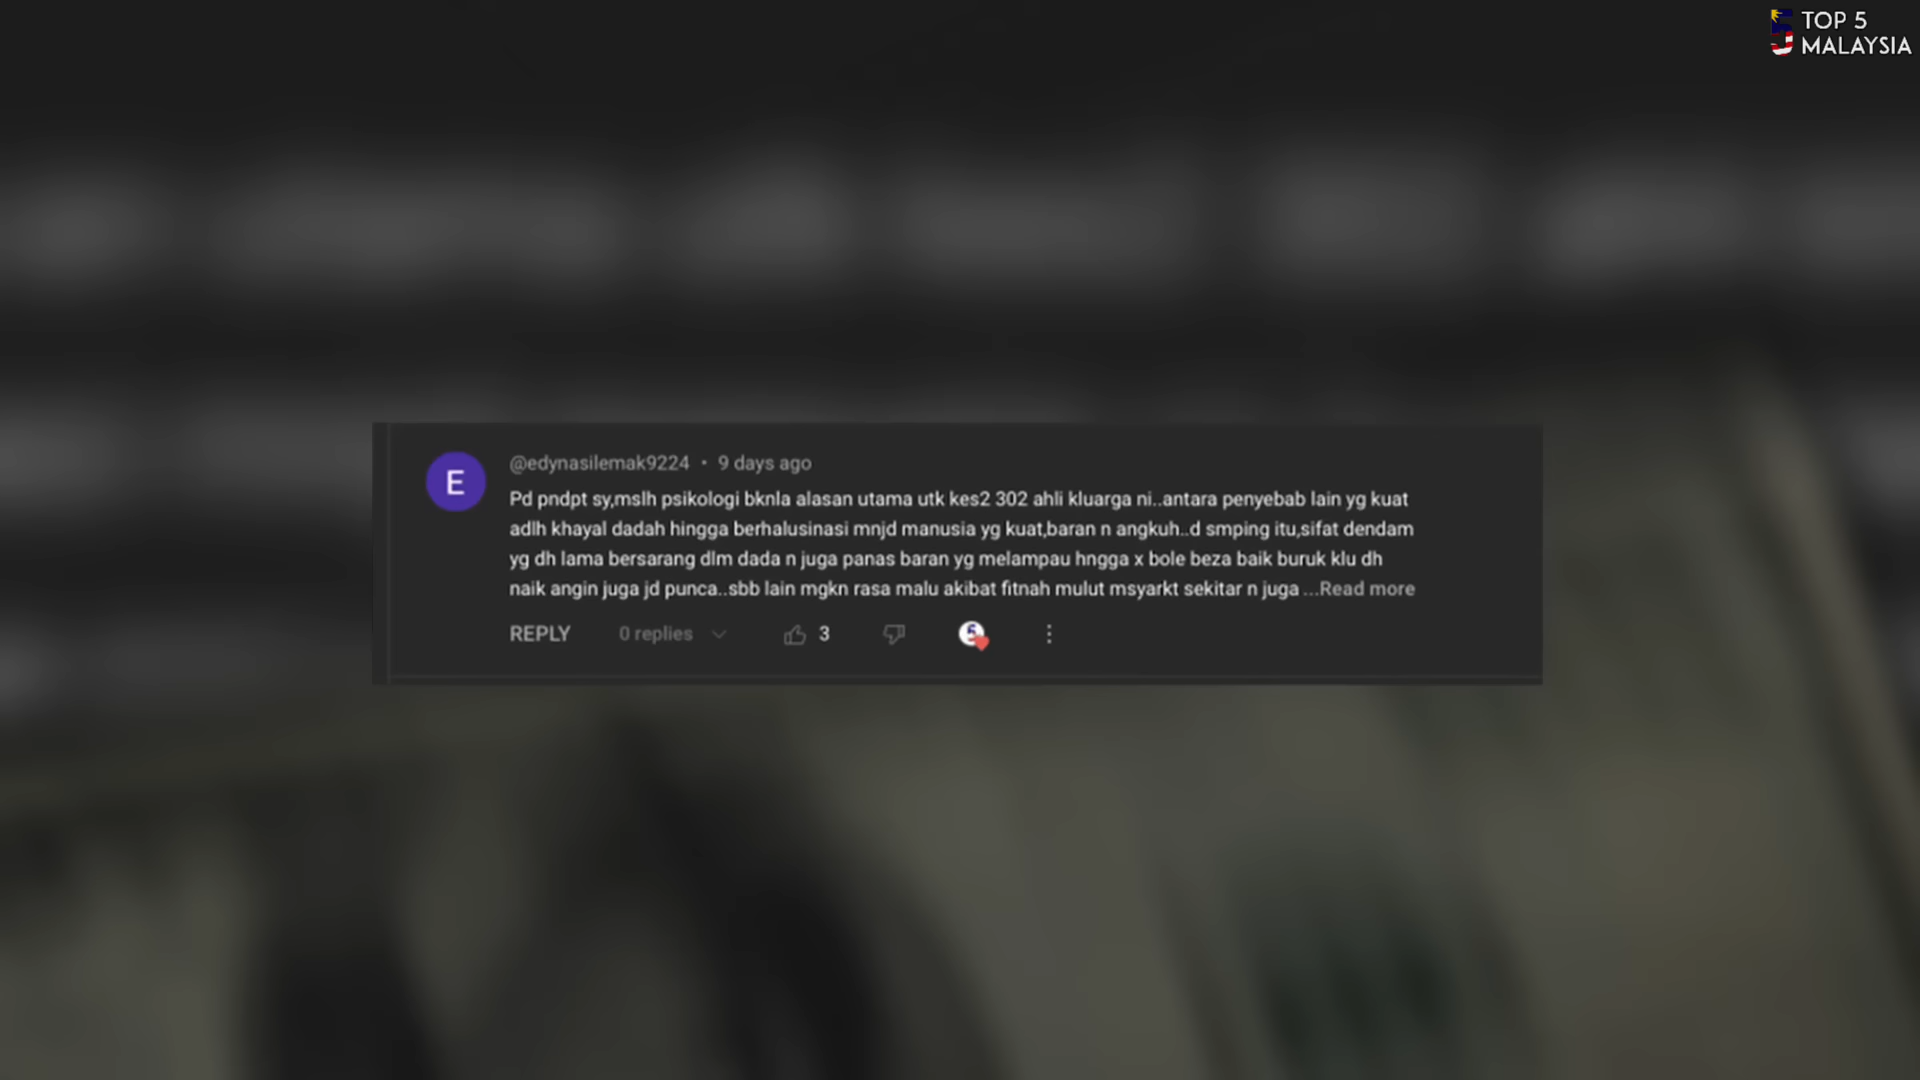 TOP 5
MALAYSIA
E
@edynasilemak9224 • 9 days ago
Pd pndpt sy,mslh psikologi bknla alasan utama utk kes2 302 ahli kluarga ni..antara penyebab lain yg kuat
adlh khayal dadah hingga berhalusinasi mnjd manusia yg kuat,baran n angkuh..d smping itu,sifat dendam
yg dh lama bersarang dlm dada n juga panas baran yg melampau hngga x bole beza baik buruk klu dh
naik angin juga jd punca..sbb lain mgkn rasa malu akibat fitnah mulut msyarkt sekitar n juga ...Read more
REPLY 0 replies 3